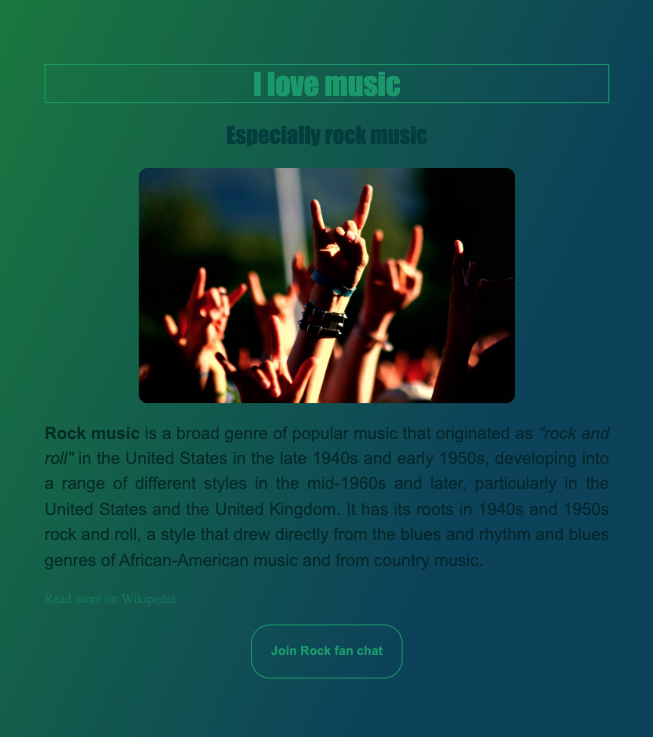 I love music
Especially rock music
Rock music is a broad genre of popular music that originated as "rock and
roll" in the United States in the late 1940s and early 1950s, developing into
a range of different styles in the mid-1960s and later, particularly in the
United States and the United Kingdom. It has its roots in 1940s and 1950s
rock and roll, a style that drew directly from the blues and rhythm and blues
genres of African-American music and from country music.
Read more on Wikipedia
Join Rock fan chat